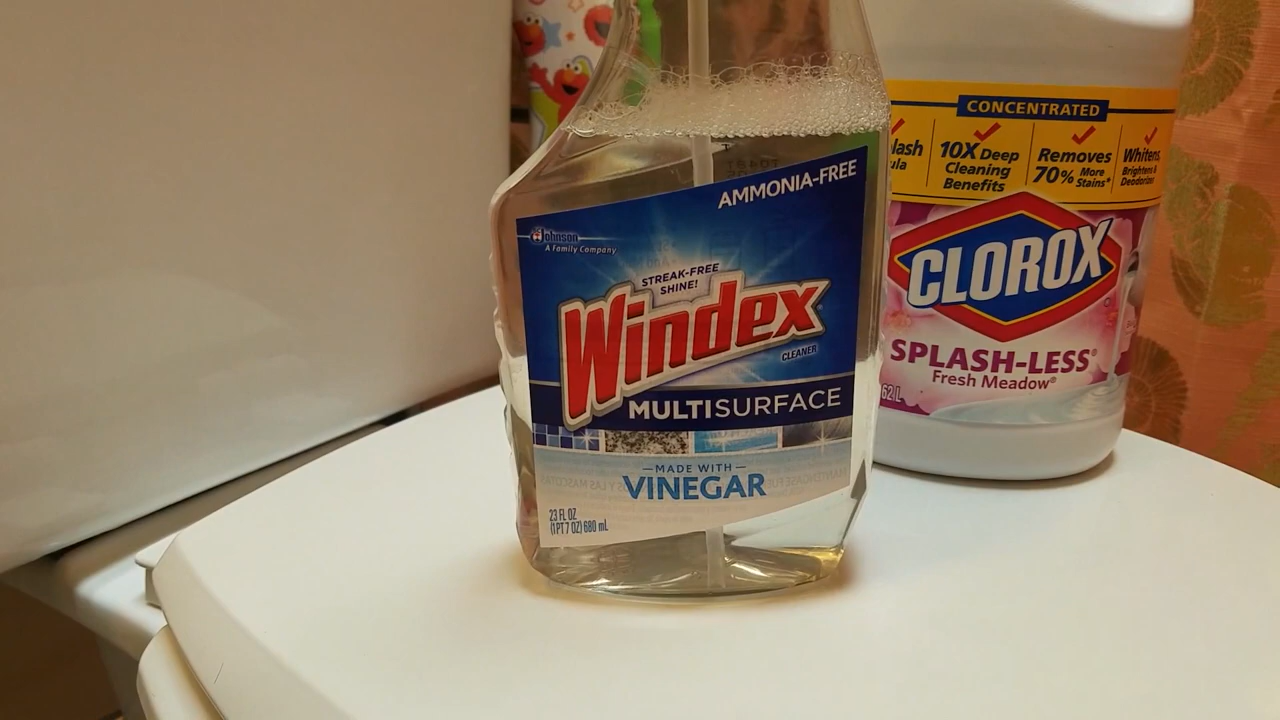 AMMONIA-FREE
Johnson
A Family Company
STREAK-FREE
SHINE!
Windex
CLEANER
MULTISURFACE
MADE WITH
VINEGAR
23 FL OZ
(1 PT 7 OZ) 680 mL
CONCENTRATED
10X Deep
Cleaning
Benefits
Removes
70% More
Stains*
Whitens
Brightens &
Deodorizes
CLOROX
SPLASH-LESS®
Fresh Meadow®
62 L